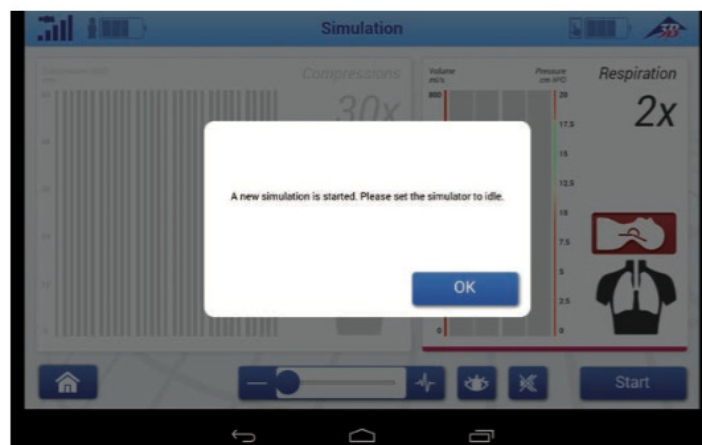 Simulation
3B
Compressions
30x
Volume
ml/s
Pressure
cm H²O
Respiration
2x
800
20
17.5
15
12.5
10
7.5
5
2.5
0
0
A new simulation is started. Please set the simulator to idle.
OK
Start